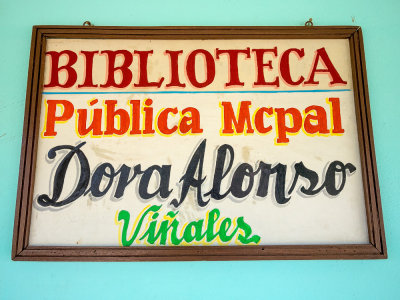 BIBLIOTECA
Pública Mcpal
Dora Alonso
Viñales.